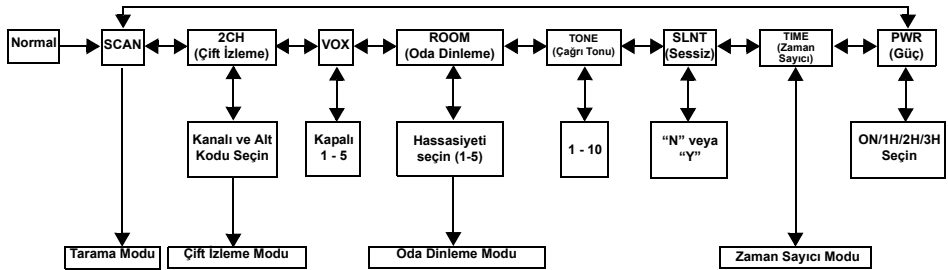 Normal
SCAN
2CH
(Çift İzleme)
VOX
ROOM
(Oda Dinleme)
TONE
(Çağrı Tonu)
SLNT
(Sessiz)
TIME
(Zaman
Sayıcı)
PWR
(Güç)
Kanalı ve Alt
Kodu Seçin
Kapalı
1 - 5
Hassasiyeti
seçin (1-5)
1 - 10
“N” veya
“Y”
ON/1H/2H/3H
Seçin
Tarama Modu
Çift İzleme Modu
Oda Dinleme Modu
Zaman Sayıcı Modu